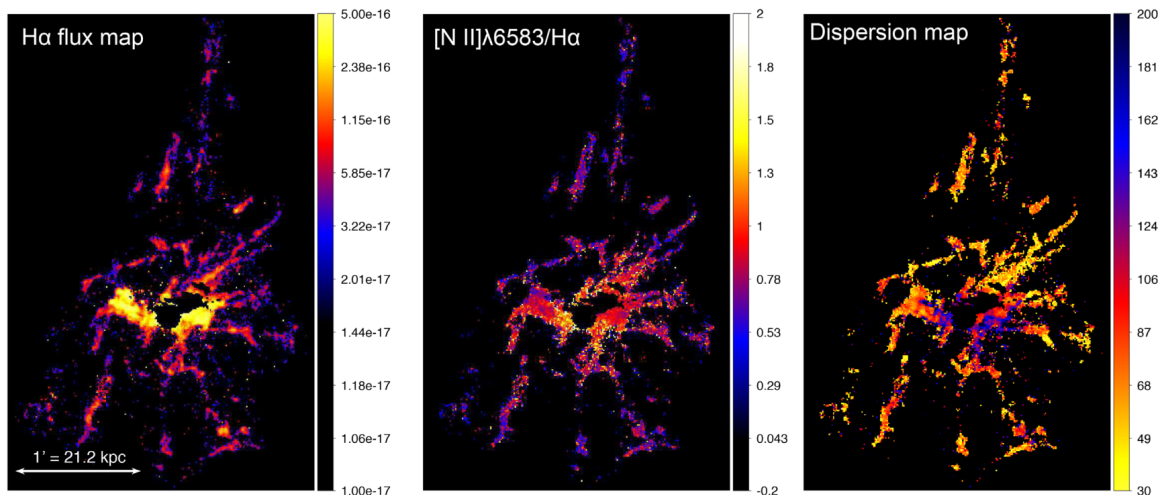 Hα flux map
5.00e-16
2.38e-16
1.15e-16
5.85e-17
3.22e-17
2.01e-17
1.44e-17
1.18e-17
1.06e-17
1.00e-17
1' = 21.2 kpc
[N II]λ6583/Hα
2
1.8
1.5
1.3
1
0.78
0.53
0.29
0.043
-0.2
Dispersion map
200
181
162
143
124
106
87
68
49
30